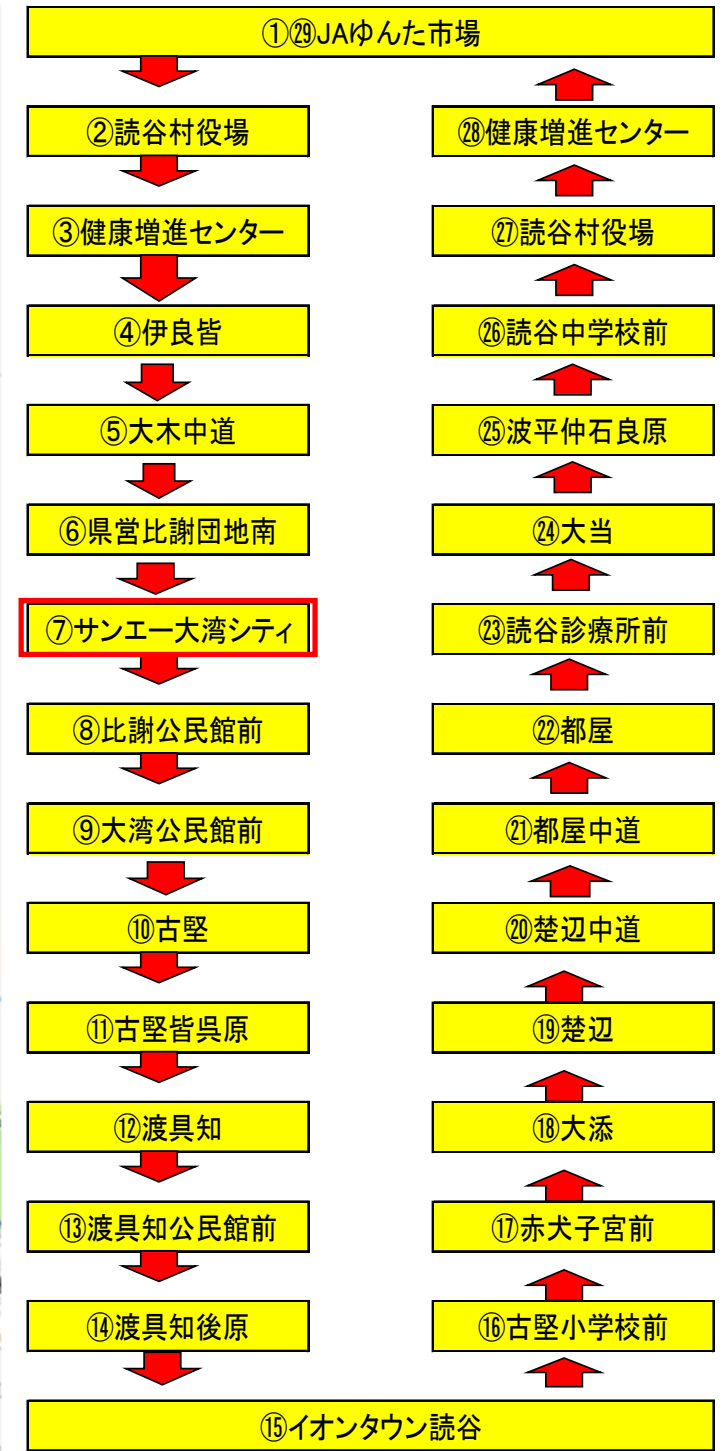 ①㉙JAゆんた市場
②読谷村役場
③健康増進センター
④伊良皆
⑤大木中道
⑥県営比謝団地南
⑦サンエー大湾シティ
⑧比謝公民館前
⑨大湾公民館前
⑩古堅
⑪古堅皆呉原
⑫渡具知
⑬渡具知公民館前
⑭渡具知後原
⑮イオンタウン読谷
⑯古堅小学校前
⑰赤犬子宮前
⑱大添
⑲楚辺
⑳楚辺中道
㉑都屋中道
㉒都屋
㉓読谷診療所前
㉔大当
㉕波平仲石良原
㉖読谷中学校前
㉗読谷村役場
㉘健康増進センター